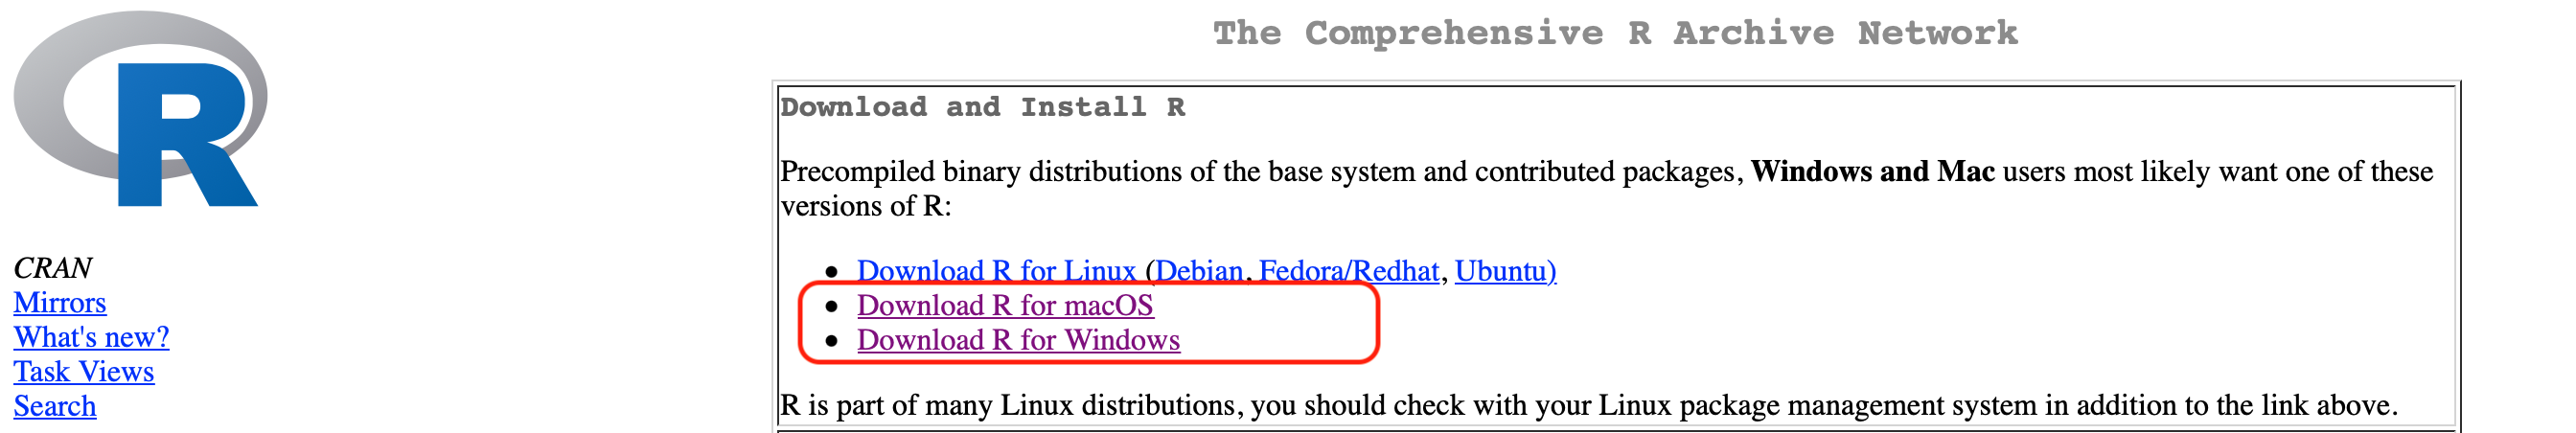 R
CRAN
Mirrors
What's new?
Task Views
Search
The Comprehensive R Archive Network
Download and Install R
Precompiled binary distributions of the base system and contributed packages, Windows and Mac users most likely want one of these
versions of R:
• Download R for Linux (Debian, Fedora/Redhat, Ubuntu)
• Download R for macOS
• Download R for Windows
R is part of many Linux distributions, you should check with your Linux package management system in addition to the link above.